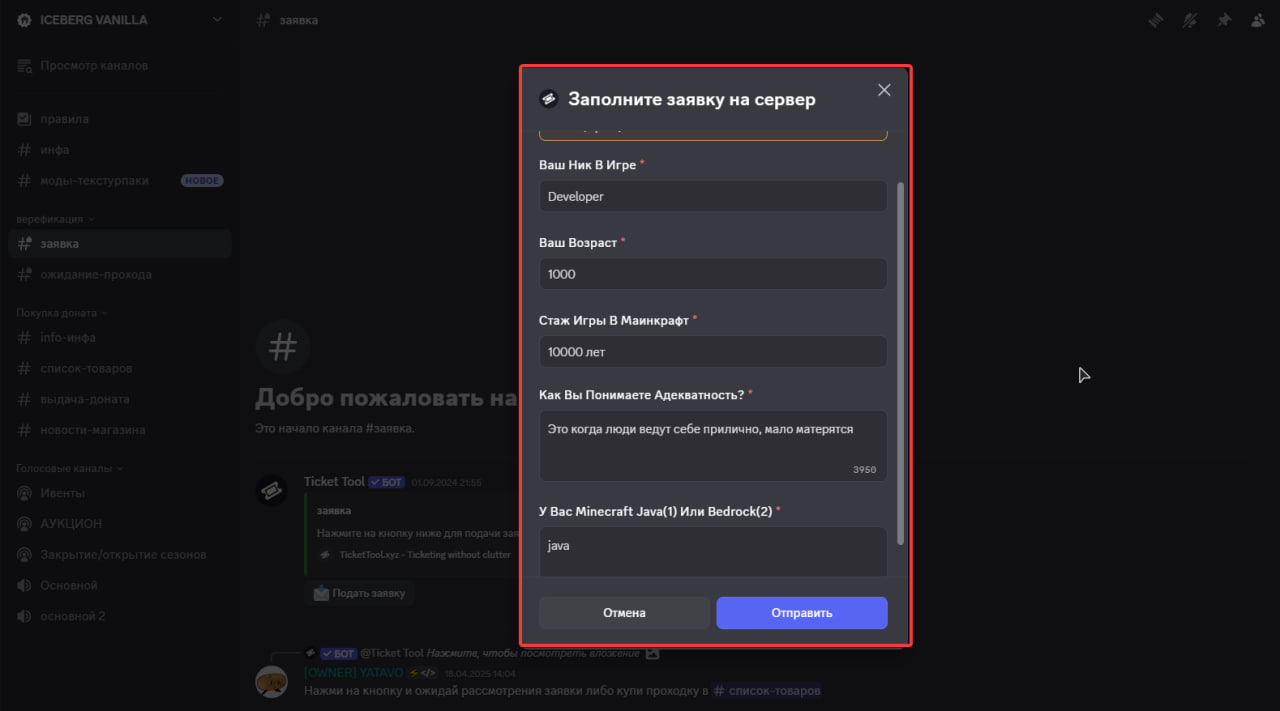 ICEBERG VANILLA
заявка
Просмотр каналов
правила
инфа
моды-текстурпаки
НОВОЕ
верефикация
заявка
ожидание-прохода
Покупка доната
info-инфа
список-товаров
выдача-доната
новости-магазина
Голосовые каналы
Ивенты
АУКЦИОН
Закрытие/открытие сезонов
Основной
основной 2
Добро пожаловать на
Это начало канала #заявка.
Ticket Tool БОТ 01.09.2024 21:55
заявка
Нажмите на кнопку ниже для подачи зая
TicketTool.xyz - Ticketing without clutter
Подать заявку
БОТ @Ticket Tool Нажмите, чтобы посмотреть вложение
[OWNER] YATAVO 18.04.2025 14:04
Нажми на кнопку и ожидай рассмотрения заявки либо купи проходку в # список-товаров
Заполните заявку на сервер
Ваш Ник В Игре *
Developer
Ваш Возраст *
1000
Стаж Игры В Маинкрафт *
10000 лет
Как Вы Понимаете Адекватность? *
Это когда люди ведут себе прилично, мало матерятся
3950
У Вас Minecraft Java(1) Или Bedrock(2) *
java
Отмена
Отправить